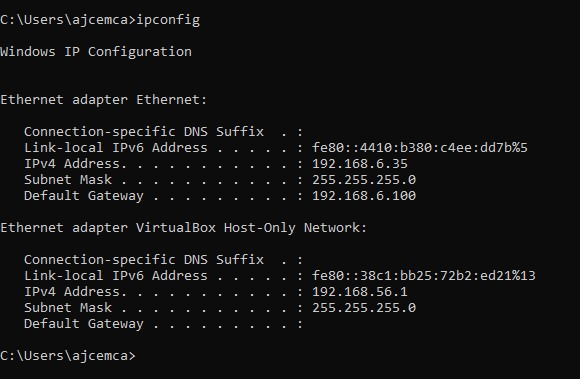 C:\Users\ajcemca>ipconfig
Windows IP Configuration
Ethernet adapter Ethernet:
Connection-specific DNS Suffix  . :
Link-local IPv6 Address . . . . . : fe80::4410:b380:c4ee:dd7b%5
IPv4 Address. . . . . . . . . . . : 192.168.6.35
Subnet Mask . . . . . . . . . . . : 255.255.255.0
Default Gateway . . . . . . . . . : 192.168.6.100
Ethernet adapter VirtualBox Host-Only Network:
Connection-specific DNS Suffix  . :
Link-local IPv6 Address . . . . . : fe80::38c1:bb25:72b2:ed21%13
IPv4 Address. . . . . . . . . . . : 192.168.56.1
Subnet Mask . . . . . . . . . . . : 255.255.255.0
Default Gateway . . . . . . . . . :
C:\Users\ajcemca>